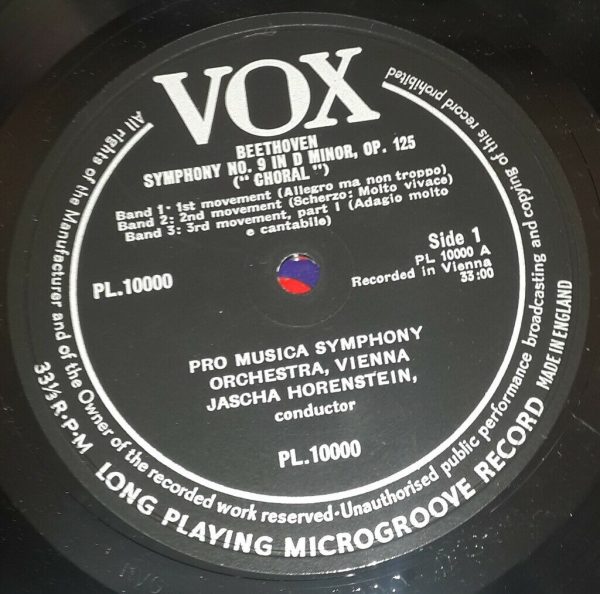 VOX
BEETHOVEN
SYMPHONY NO. 9 IN D MINOR, OP. 125
(" CHORAL ")
Band 1: 1st movement (Allegro ma non troppo)
Band 2: 2nd movement (Scherzo: Molto vivace)
Band 3: 3rd movement, part 1 (Adagio molto
e cantabile)
Side 1
PL 10000 A
Recorded in Vienna
33:00
PL.10000
PRO MUSICA SYMPHONY
ORCHESTRA, VIENNA
JASCHA HORENSTEIN,
conductor
PL.10000
All rights of the Manufacturer and of the Owner of the recorded work reserved-Unauthorised public performance broadcasting and copying of this record prohibited
33⅓ R·P·M LONG PLAYING MICROGROOVE RECORD MADE IN ENGLAND